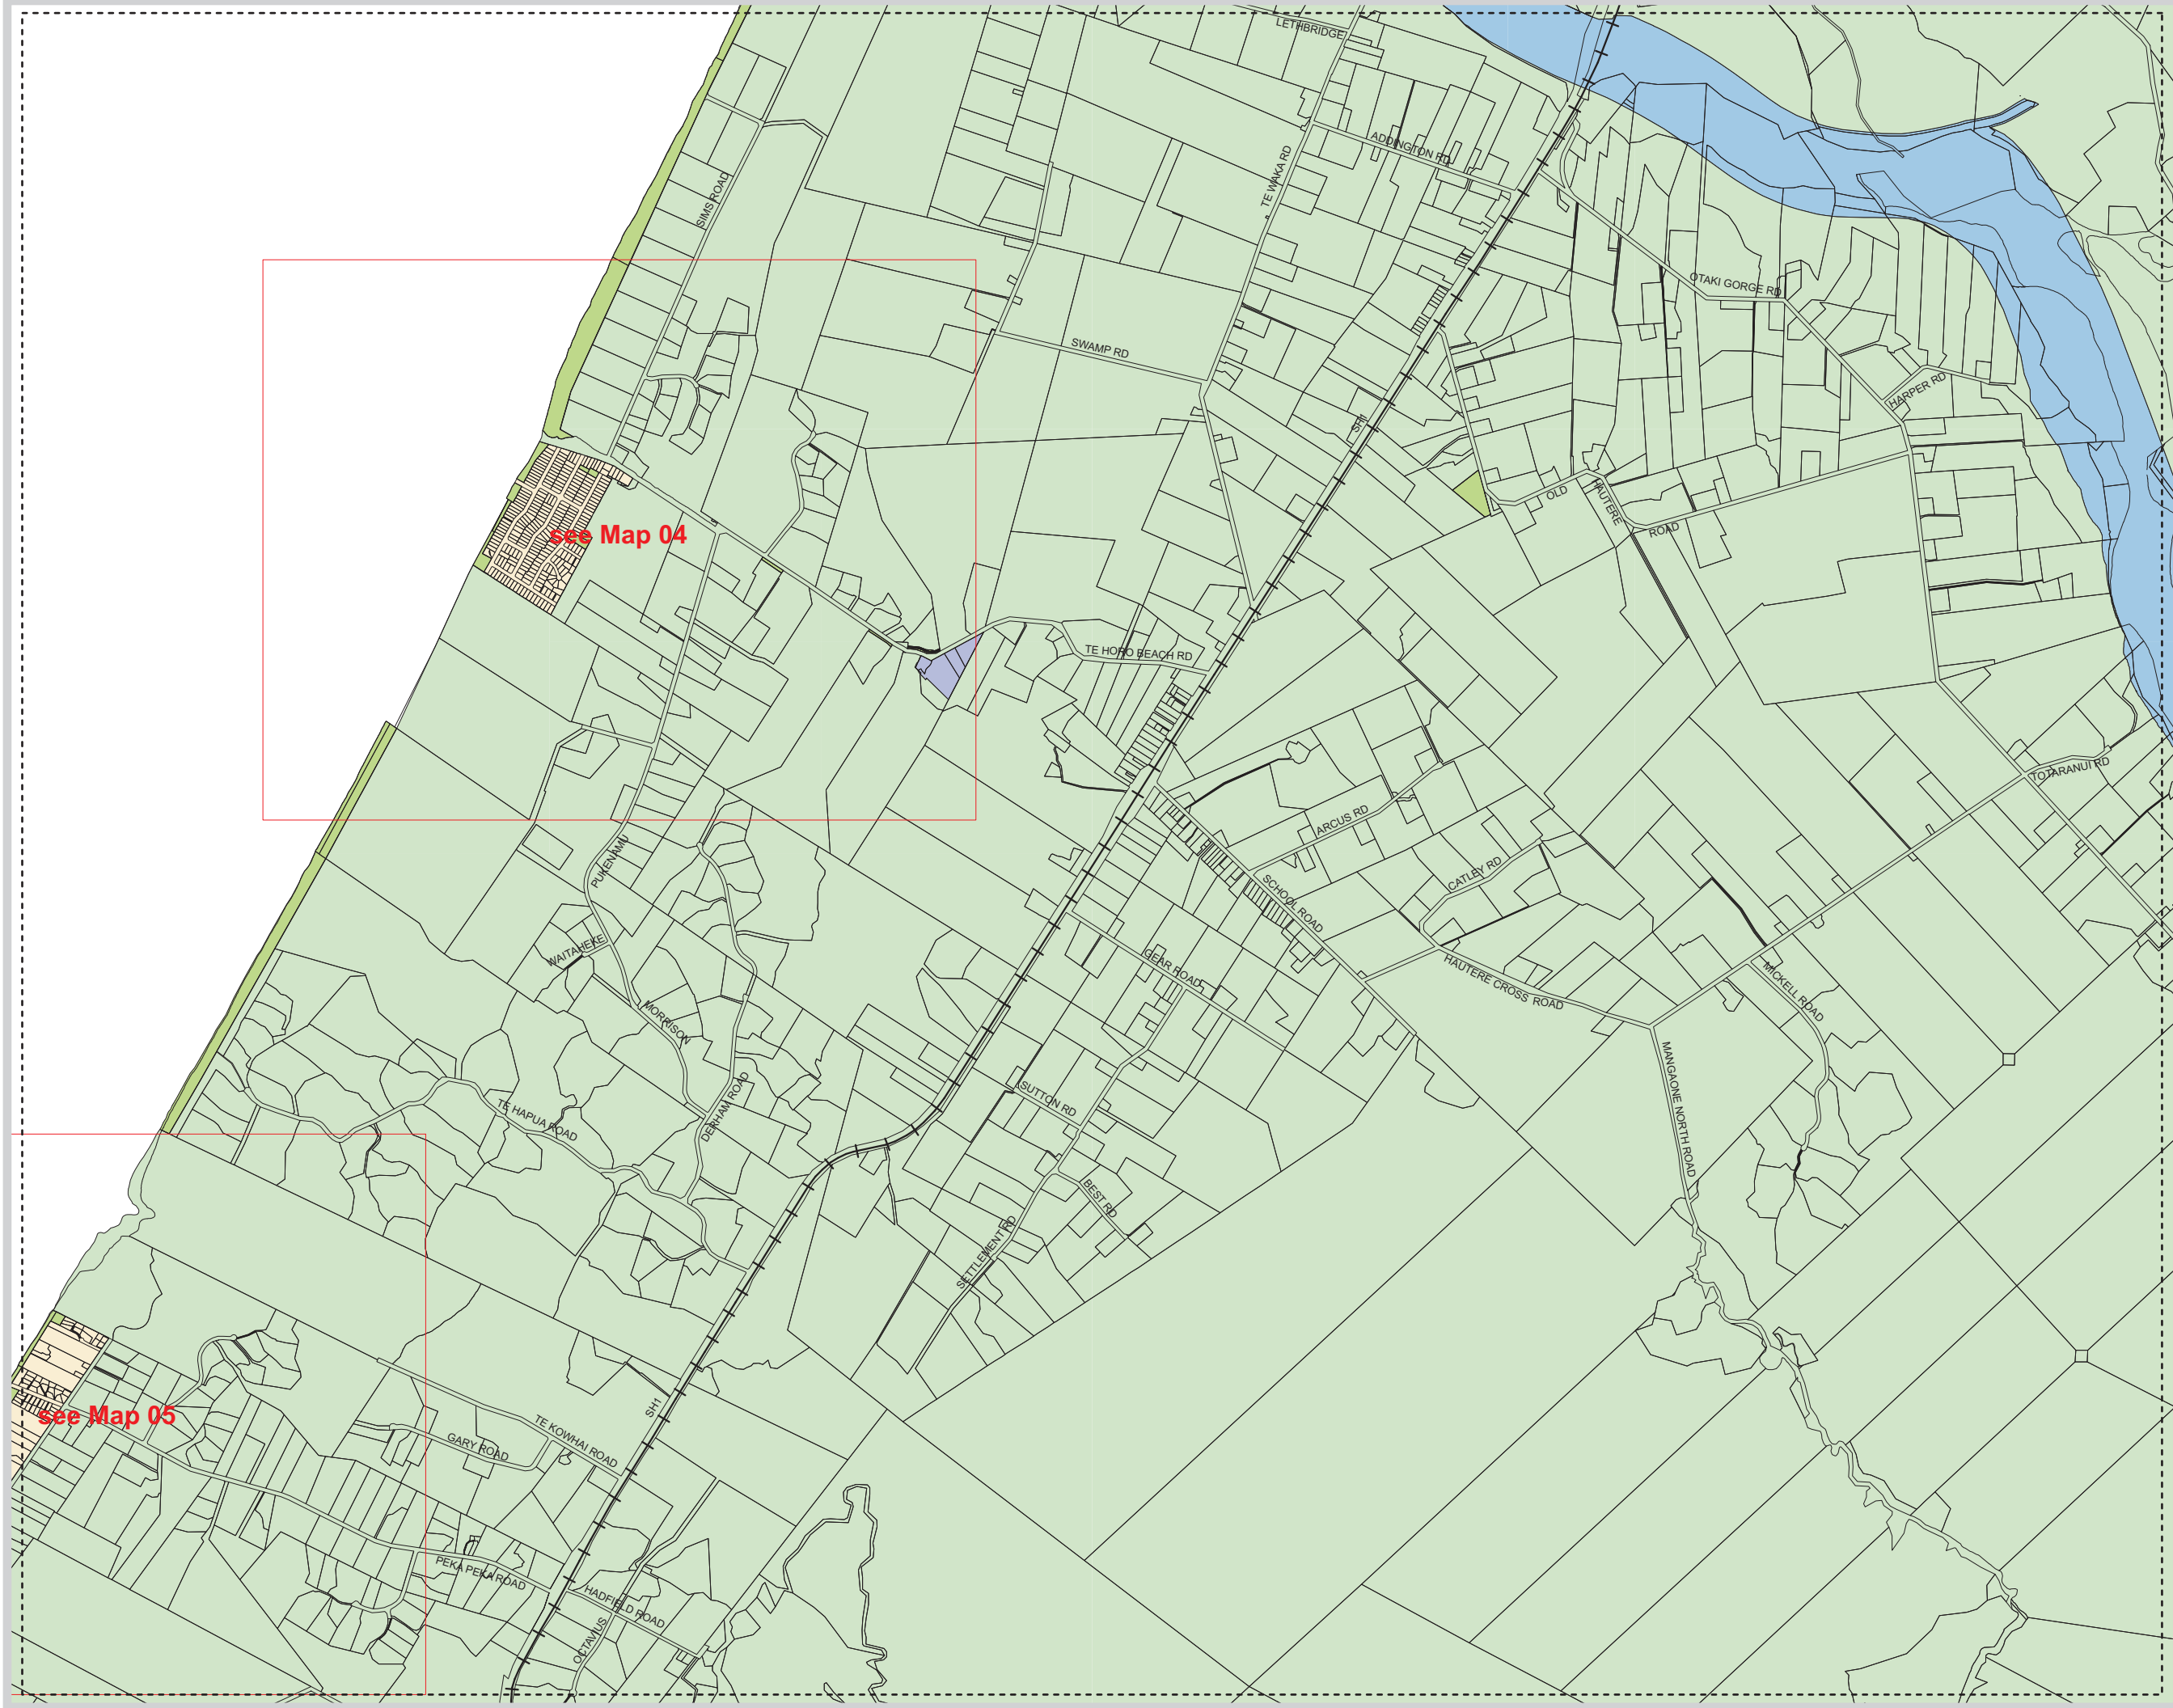 LETHBRIDGE
ADDINGTON RD
TE WAKA RD
SIMS ROAD
OTAKI GORGE RD
SWAMP RD
HARPER RD
SH1
OLD
HAUTERE
ROAD
see Map 04
TE HORO BEACH RD
TOTARANUI RD
ARCUS RD
PUKENAMU
CATLEY RD
SCHOOL ROAD
WAITAHEKE
GEAR ROAD
HAUTERE CROSS ROAD
MICKELL ROAD
MORRISON
MANGAONE NORTH ROAD
SUTTON RD
TE HAPUA ROAD
DERHAM ROAD
BEST RD
SETTLEMENT RD
see Map 05
SH1
TE KOWHAI ROAD
GARY ROAD
PEKA PEKA ROAD
HADFIELD ROAD
OCTAVIUS